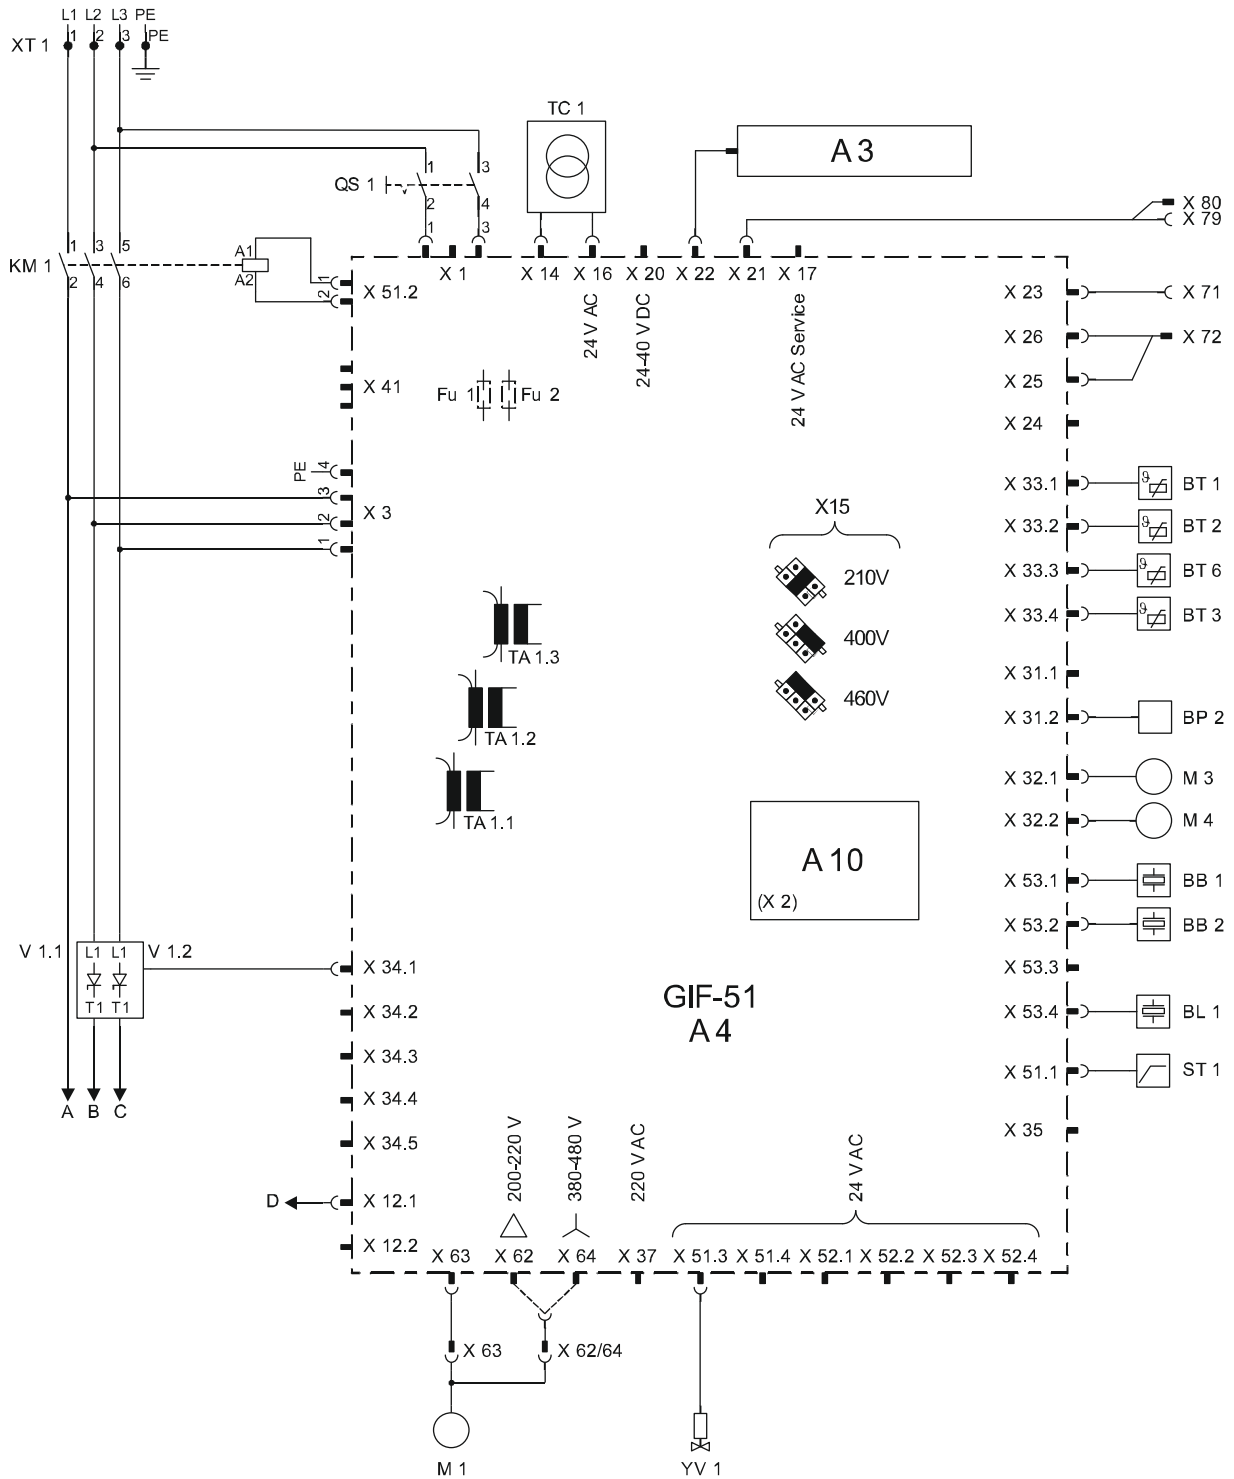 L1 L2 L3 PE
XT 1 1 2 3 PE
TC 1
A 3
QS 1 1 3
2 4
1 3
X 80
X 79
KM 1 1 3 5
2 4 6
A1
A2
1
2
X 51.2
X 1 X 14 X 16 X 20 X 22 X 21 X 17
24 V AC
24-40 V DC
24 V AC Service
X 23 X 71
X 26 X 72
X 25
X 24
X 41
Fu 1 Fu 2
PE 4
3
2
1
X 3
X 33.1 ϑ BT 1
X 33.2 ϑ BT 2
X 33.3 ϑ BT 6
X 33.4 ϑ BT 3
X15
210V
400V
460V
TA 1.3
TA 1.2
TA 1.1
X 31.1
X 31.2 BP 2
X 32.1 M 3
X 32.2 M 4
A 10
(X 2)
X 53.1 BB 1
X 53.2 BB 2
X 53.3
X 53.4 BL 1
X 51.1 ST 1
X 35
V 1.1 L1 L1 V 1.2
T1 T1
A B C
X 34.1
X 34.2
X 34.3
X 34.4
X 34.5
GIF-51
A 4
D X 12.1
X 12.2
200-220 V
380-480 V
220 V AC
24 V AC
X 63 X 62 X 64 X 37 X 51.3 X 51.4 X 52.1 X 52.2 X 52.3 X 52.4
X 63 X 62/64
M 1 YV 1